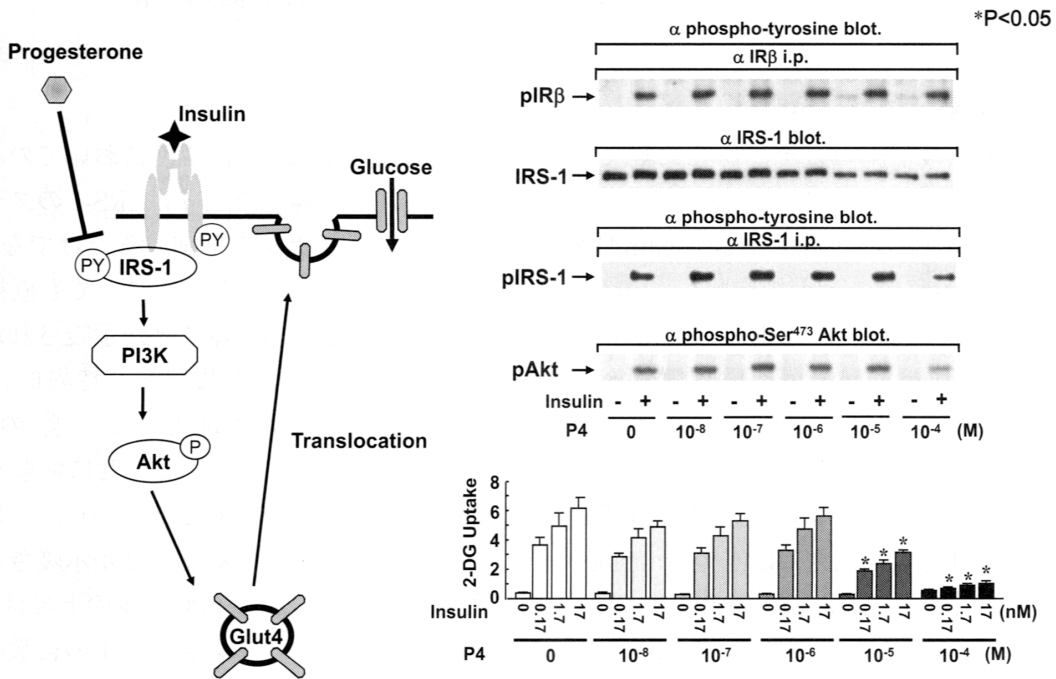 *P<0.05
Progesterone
Insulin
Glucose
PY
PY
IRS-1
PI3K
Akt
P
Translocation
Glut4
α phospho-tyrosine blot.
α IRβ i.p.
pIRβ
α IRS-1 blot.
IRS-1
α phospho-tyrosine blot.
α IRS-1 i.p.
pIRS-1
α phospho-Ser⁴⁷³ Akt blot.
pAkt
Insulin - + - + - + - + - + - +
P4 0 10⁻⁸ 10⁻⁷ 10⁻⁶ 10⁻⁵ 10⁻⁴ (M)
2-DG Uptake
8
6
4
2
0
* * * * * *
Insulin 0 0.17 1.7 17 0 0.17 1.7 17 0 0.17 1.7 17 0 0.17 1.7 17 0 0.17 1.7 17 0 0.17 1.7 17 (nM)
P4 0 10⁻⁸ 10⁻⁷ 10⁻⁶ 10⁻⁵ 10⁻⁴ (M)